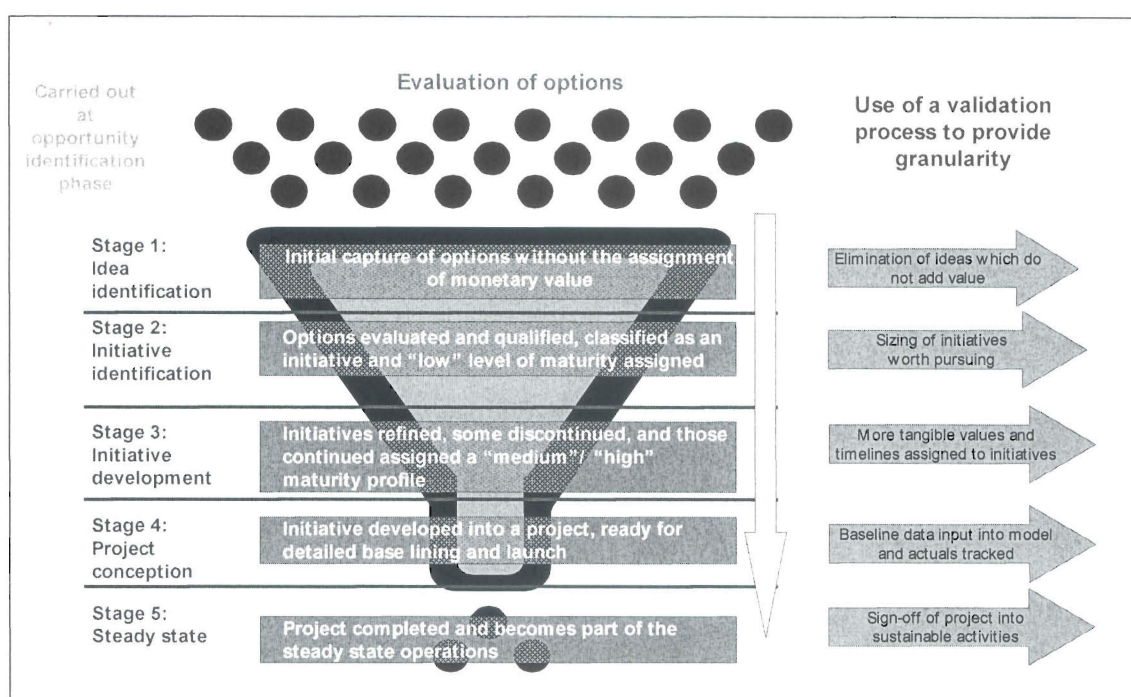 Carried out
at
opportunity
identification
phase
Evaluation of options
Use of a validation
process to provide
granularity
Stage 1:
Idea
identification
Initial capture of options without the assignment
of monetary value
Elimination of ideas which do
not add value
Stage 2:
Initiative
identification
Options evaluated and qualified, classified as an
initiative and “low” level of maturity assigned
Sizing of initiatives
worth pursuing
Stage 3:
Initiative
development
Initiatives refined, some discontinued, and those
continued assigned a “medium”/ “high”
maturity profile
More tangible values and
timelines assigned to initiatives
Stage 4:
Project
conception
Initiative developed into a project, ready for
detailed base lining and launch
Baseline data input into model
and actuals tracked
Stage 5:
Steady state
Project completed and becomes part of the
steady state operations
Sign-off of project into
sustainable activities